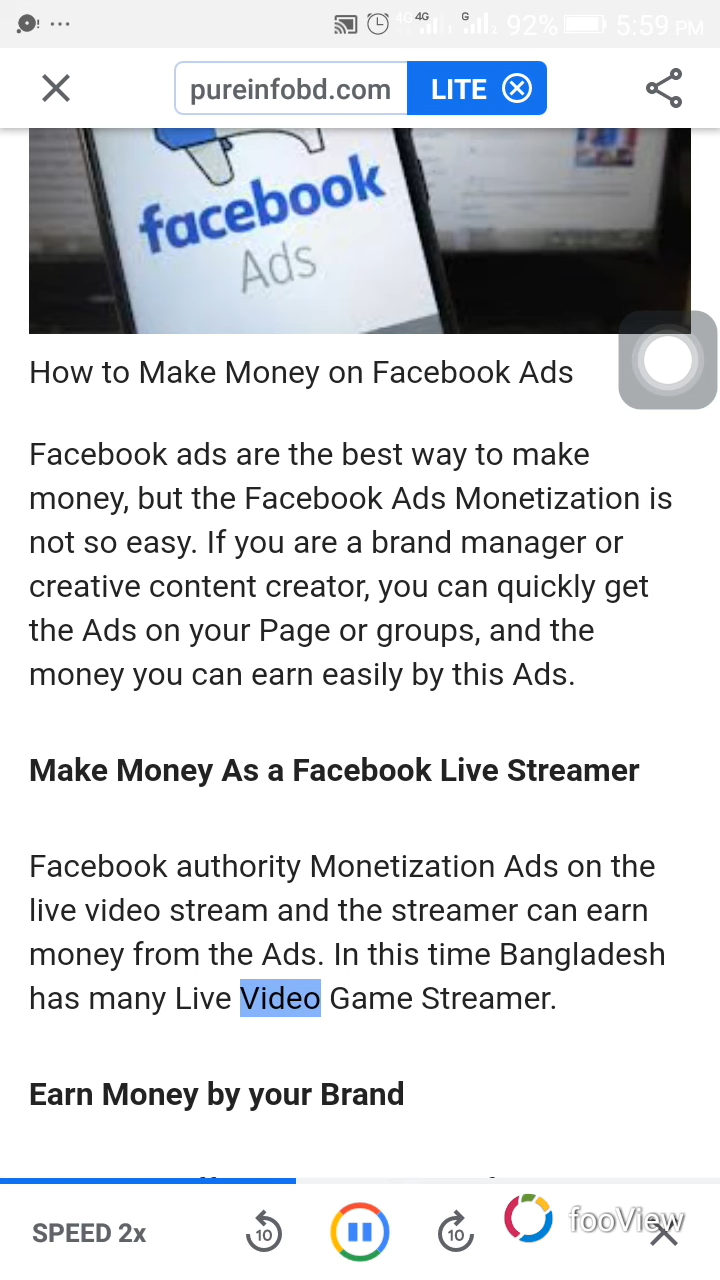 4G 4G G 92% 5:59 PM
pureinfobd.com LITE
facebook
Ads
How to Make Money on Facebook Ads
Facebook ads are the best way to make
money, but the Facebook Ads Monetization is
not so easy. If you are a brand manager or
creative content creator, you can quickly get
the Ads on your Page or groups, and the
money you can earn easily by this Ads.
Make Money As a Facebook Live Streamer
Facebook authority Monetization Ads on the
live video stream and the streamer can earn
money from the Ads. In this time Bangladesh
has many Live Video Game Streamer.
Earn Money by your Brand
SPEED 2x 10 10 fooView